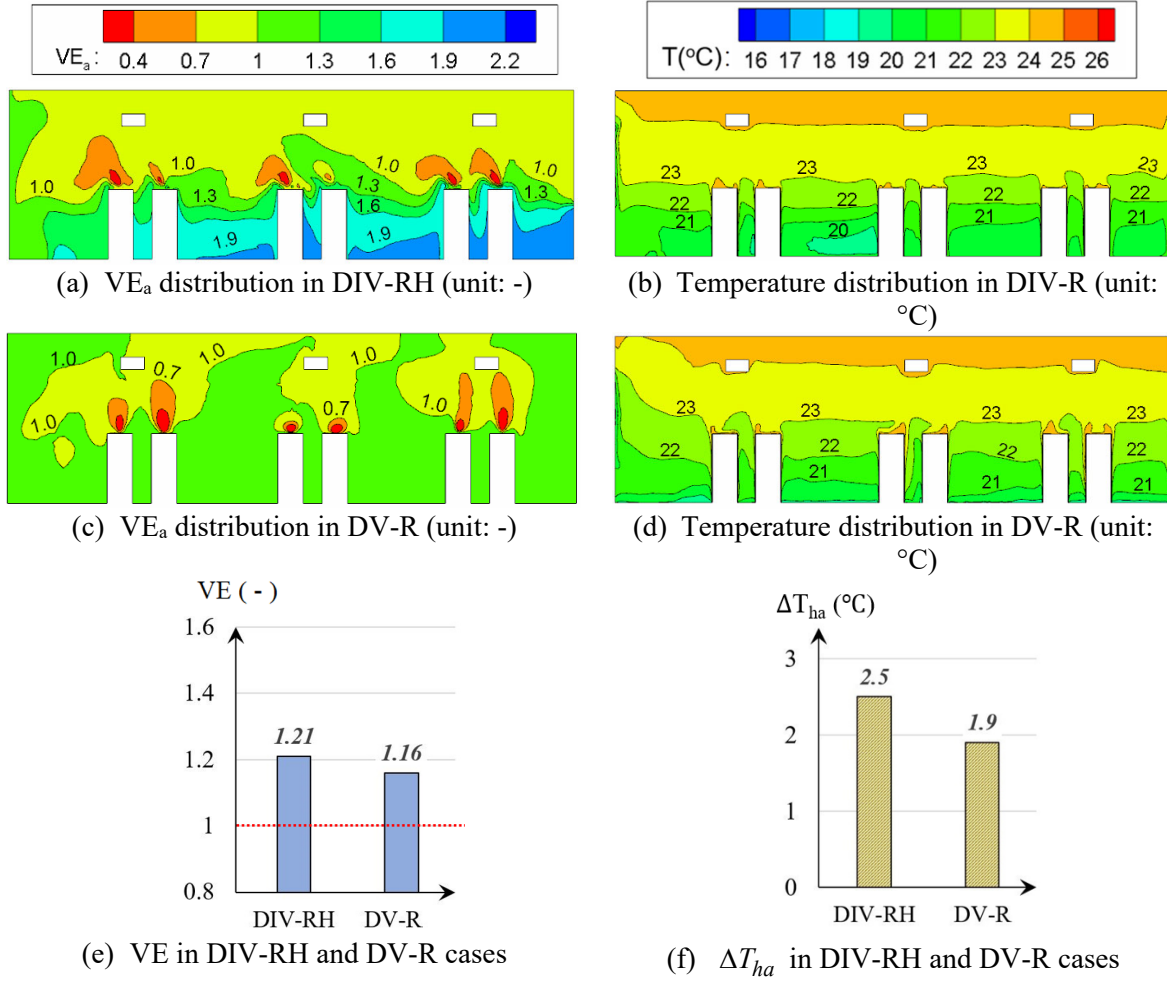 VEₐ: 0.4 0.7 1 1.3 1.6 1.9 2.2
T(°C): 16 17 18 19 20 21 22 23 24 25 26
1.0 1.0 1.3 1.6 1.9 1.0 1.3 1.9 1.0 1.3
23 22 21 23 22 20 21 23 22 21 23
(a) VEₐ distribution in DIV-RH (unit: -)
(b) Temperature distribution in DIV-R (unit:
°C)
1.0 0.7 1.0 1.0 1.0 0.7 1.0
23 22 23 22 21 23 22 21 23 22 21
(c) VEₐ distribution in DV-R (unit: -)
(d) Temperature distribution in DV-R (unit:
°C)
VE ( - )
1.6
1.4
1.2
1
0.8
1.21
1.16
DIV-RH DV-R
(e) VE in DIV-RH and DV-R cases
ΔT_ha (°C)
3
2
1
0
2.5
1.9
DIV-RH DV-R
(f) ΔT_ha in DIV-RH and DV-R cases